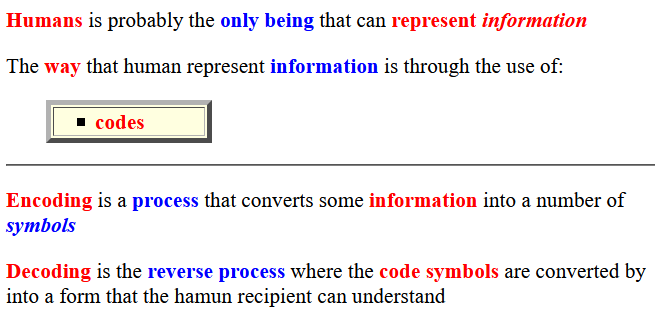 Humans is probably the only being that can represent information
The way that human represent information is through the use of:
codes
Encoding is a process that converts some information into a number of
symbols
Decoding is the reverse process where the code symbols are converted by
into a form that the hamun recipient can understand